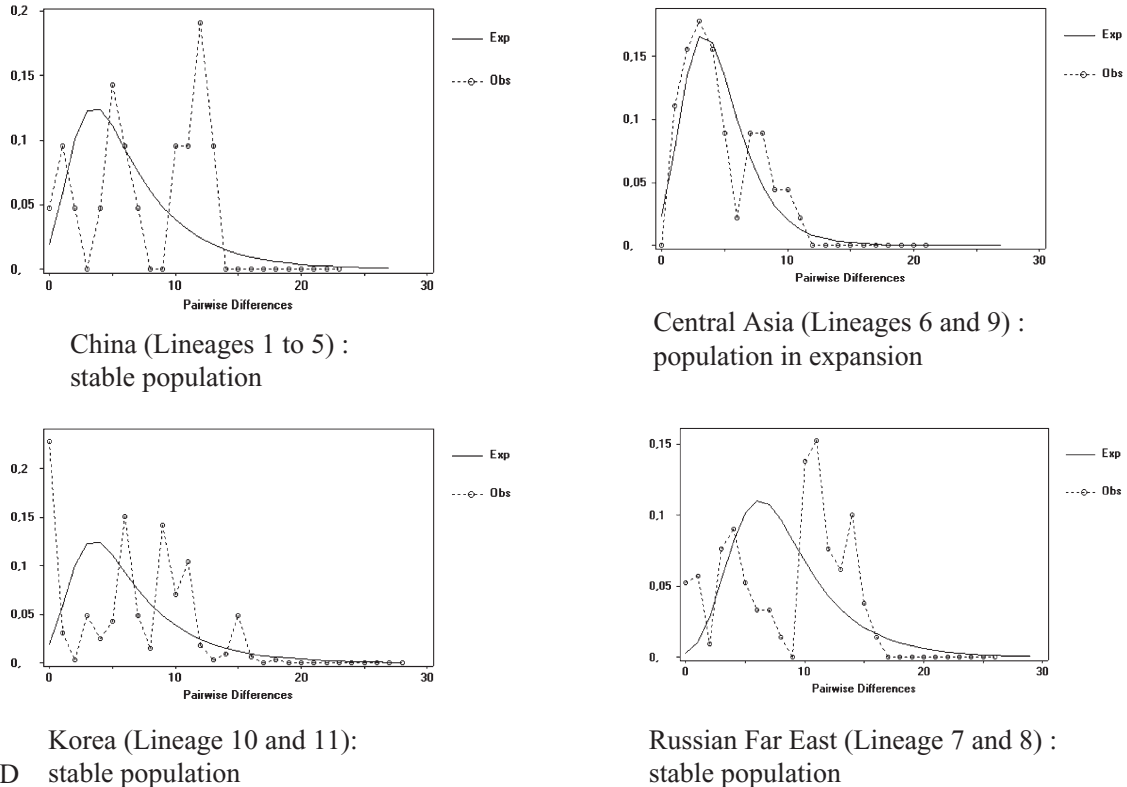 0,2
0,15
0,1
0,05
0,
0 10 20 30
Pairwise Differences
Exp
Obs
China (Lineages 1 to 5) :
stable population
0,15
0,1
0,05
0,
0 10 20 30
Pairwise Differences
Exp
Obs
Central Asia (Lineages 6 and 9) :
population in expansion
0,2
0,15
0,1
0,05
0,
0 10 20 30
Pairwise Differences
Exp
Obs
Korea (Lineage 10 and 11):
D stable population
0,15
0,1
0,05
0,
0 10 20 30
Pairwise Differences
Exp
Obs
Russian Far East (Lineage 7 and 8) :
stable population